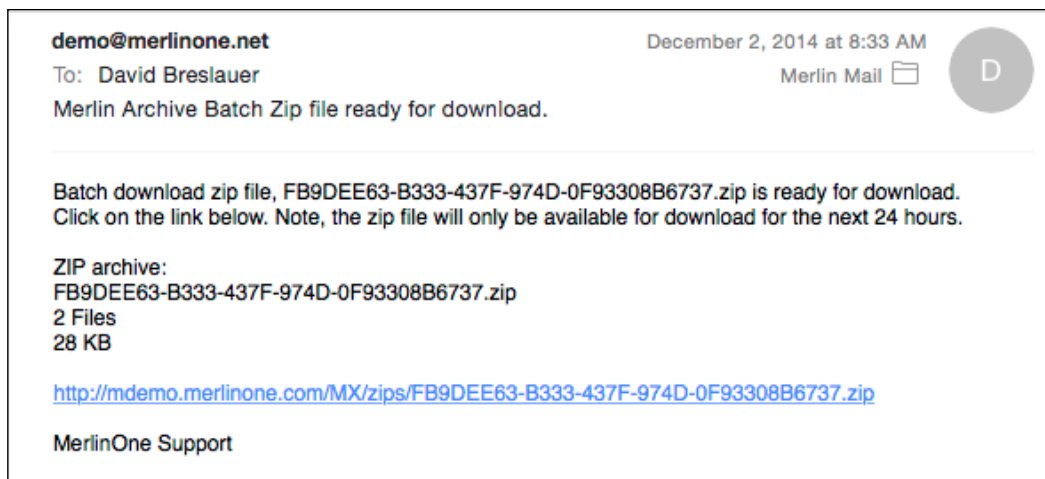 demo@merlinone.net
December 2, 2014 at 8:33 AM
To: David Breslauer
Merlin Mail
D
Merlin Archive Batch Zip file ready for download.
Batch download zip file, FB9DEE63-B333-437F-974D-0F93308B6737.zip is ready for download.
Click on the link below. Note, the zip file will only be available for download for the next 24 hours.
ZIP archive:
FB9DEE63-B333-437F-974D-0F93308B6737.zip
2 Files
28 KB
http://mdemo.merlinone.com/MX/zips/FB9DEE63-B333-437F-974D-0F93308B6737.zip
MerlinOne Support